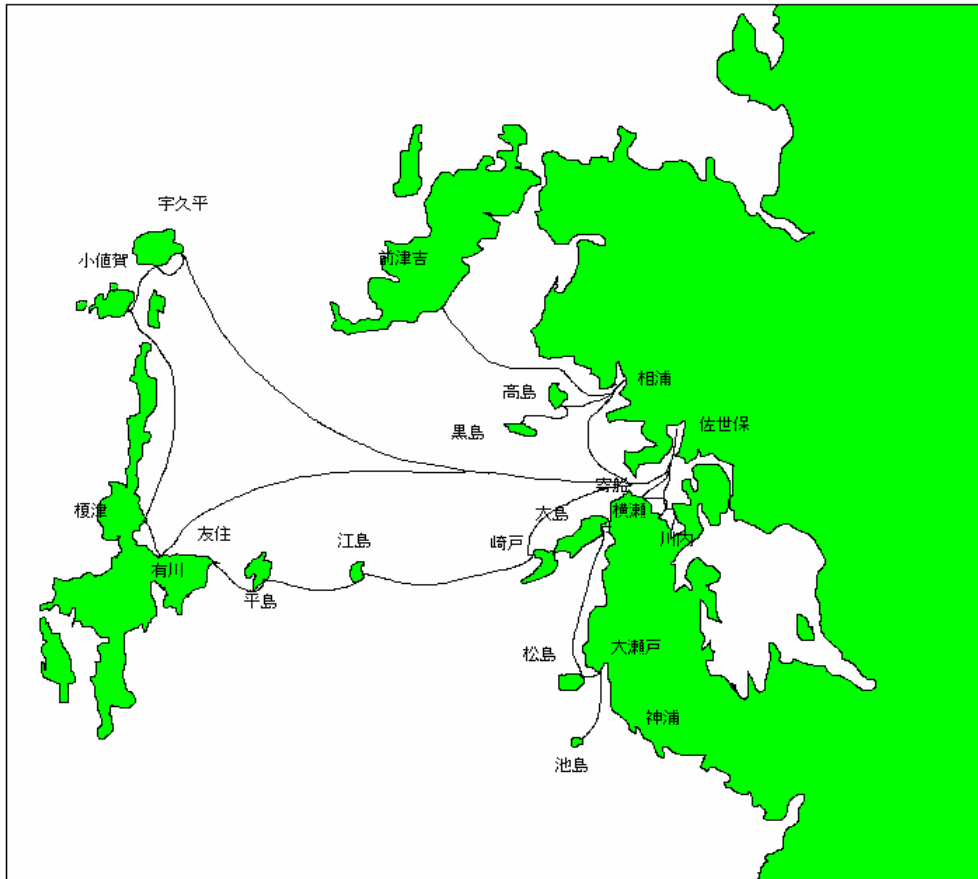 宇久平
小値賀
前津吉
相浦
高島
佐世保
黒島
寄船
榎津
大島
横瀬
友住
江島
崎戸
川内
有川
平島
松島
大瀬戸
神浦
池島